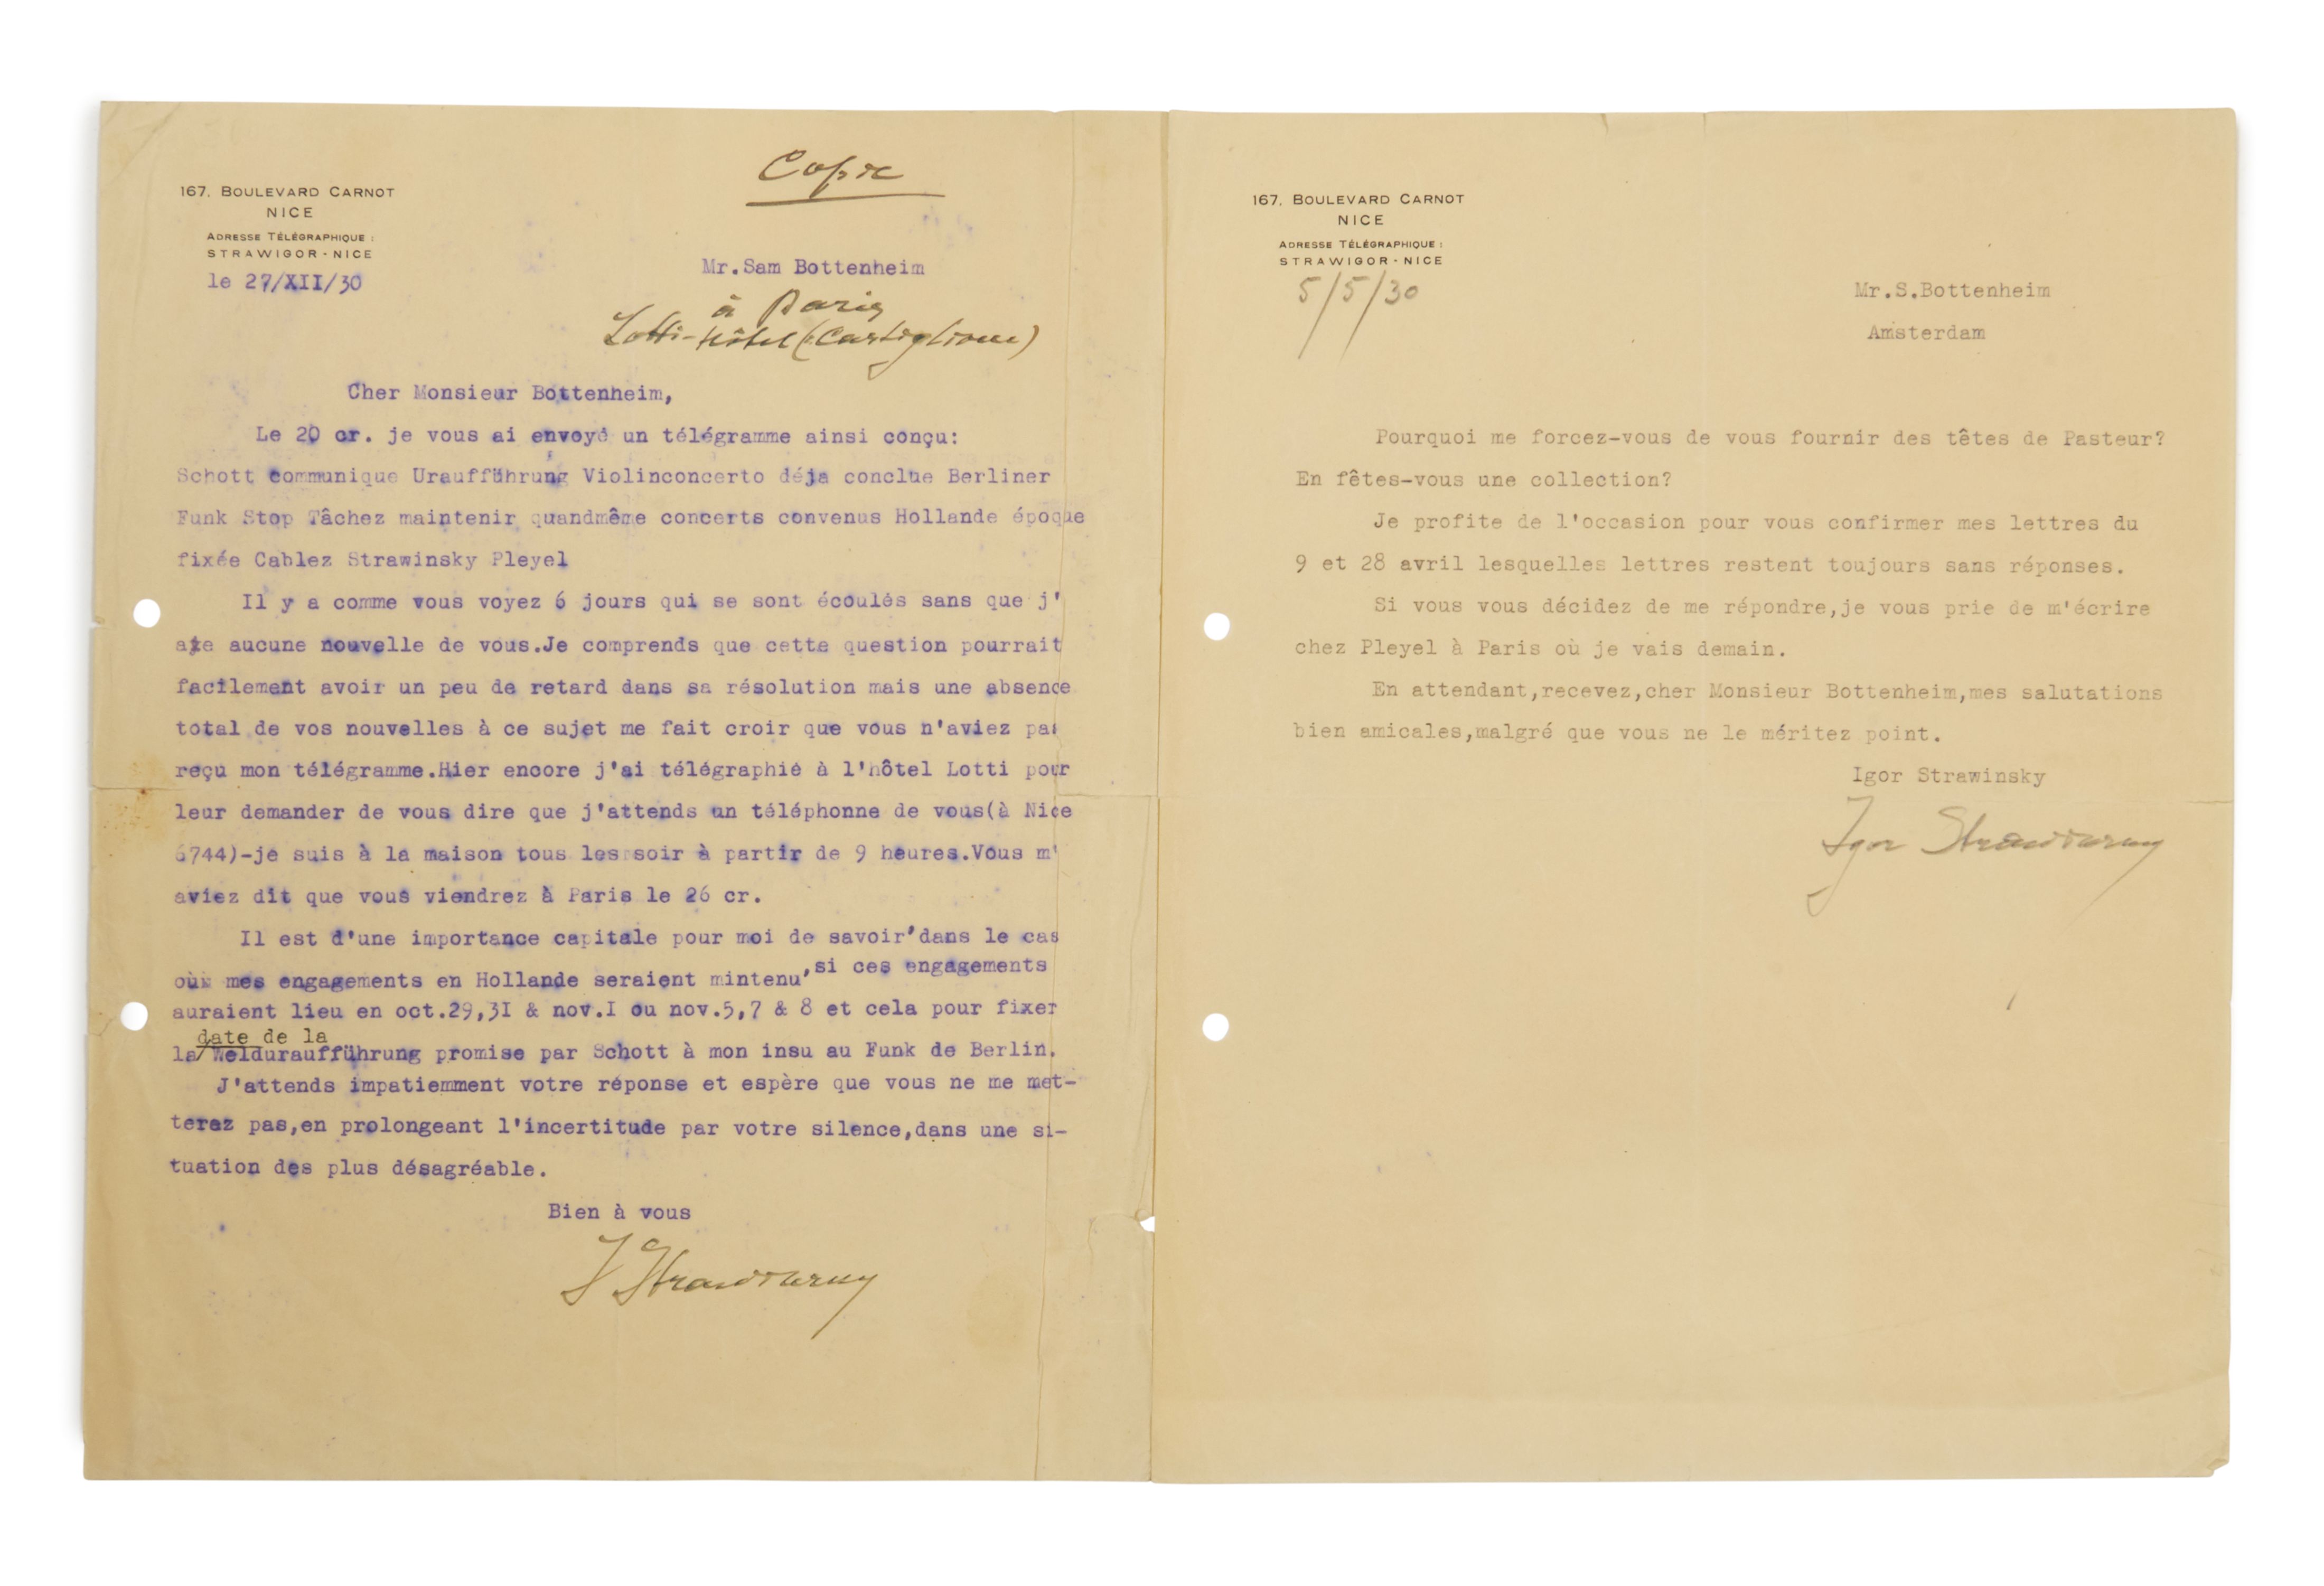 Copie
167, BOULEVARD CARNOT
NICE
ADRESSE TÉLÉGRAPHIQUE :
STRAWIGOR - NICE
le 27/XII/30
Mr.Sam Bottenheim
à Paris
Lotti-Hôtel (Castiglione)
Cher Monsieur Bottenheim,
Le 20 cr. je vous ai envoyé un télégramme ainsi conçu:
Schott communique Uraufführung Violinconcerto déja conclue Berliner
Funk Stop Tâchez maintenir quandmême concerts convenus Hollande époque
fixée Cablez Strawinsky Pleyel
Il y a comme vous voyez 6 jours qui se sont écoulés sans que j'
aie aucune nouvelle de vous.Je comprends que cette question pourrait
facilement avoir un peu de retard dans sa résolution mais une absence
total de vos nouvelles à ce sujet me fait croir que vous n'aviez pas
reçu mon télégramme.Hier encore j'ai télégraphié à l'hôtel Lotti pour
leur demander de vous dire que j'attends un téléphonne de vous(à Nice
6744)-je suis à la maison tous les soir à partir de 9 heures.Vous m'
aviez dit que vous viendrez à Paris le 26 cr.
Il est d'une importance capitale pour moi de savoir'dans le cas
où mes engagements en Hollande seraient mintenu,si ces engagements
auraient lieu en oct.29,3I & nov.I ou nov.5,7 & 8 et cela pour fixer
date de la
la/Welduraufführung promise par Schott à mon insu au Funk de Berlin.
J'attends impatiemment votre réponse et espère que vous ne me met-
terez pas,en prolongeant l'incertitude par votre silence,dans une si-
tuation des plus désagréable.
Bien à vous
I Strawinsky
167, BOULEVARD CARNOT
NICE
ADRESSE TÉLÉGRAPHIQUE :
STRAWIGOR - NICE
5/5/30
Mr.S.Bottenheim
Amsterdam
Pourquoi me forcez-vous de vous fournir des têtes de Pasteur?
En fêtes-vous une collection?
Je profite de l'occasion pour vous confirmer mes lettres du
9 et 28 avril lesquelles lettres restent toujours sans réponses.
Si vous vous décidez de me répondre,je vous prie de m'écrire
chez Pleyel à Paris où je vais demain.
En attendant,recevez,cher Monsieur Bottenheim,mes salutations
bien amicales,malgré que vous ne le méritez point.
Igor Strawinsky
Igor Strawinsky